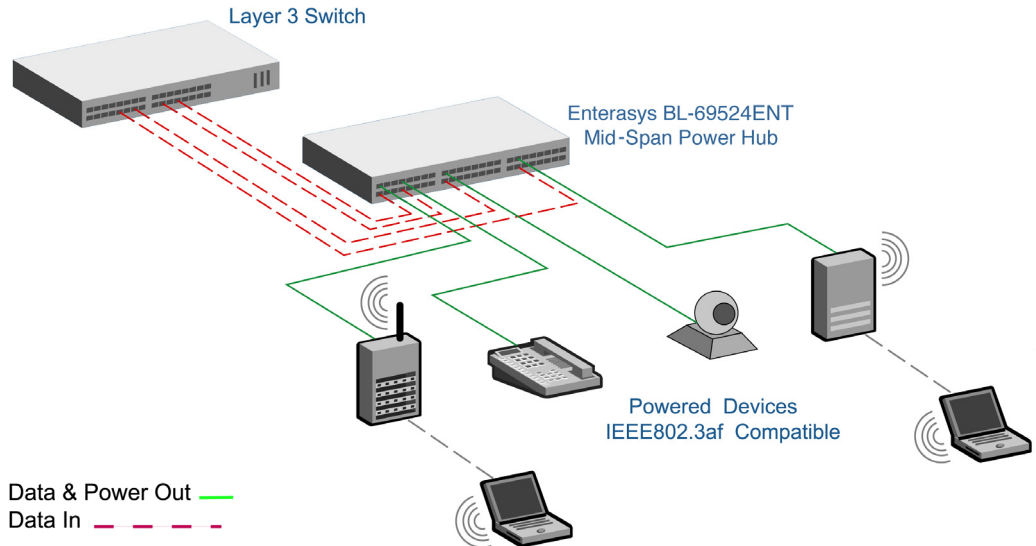 Layer 3 Switch
Enterasys BL-69524ENT
Mid-Span Power Hub
Powered Devices
IEEE802.3af Compatible
Data & Power Out
Data In